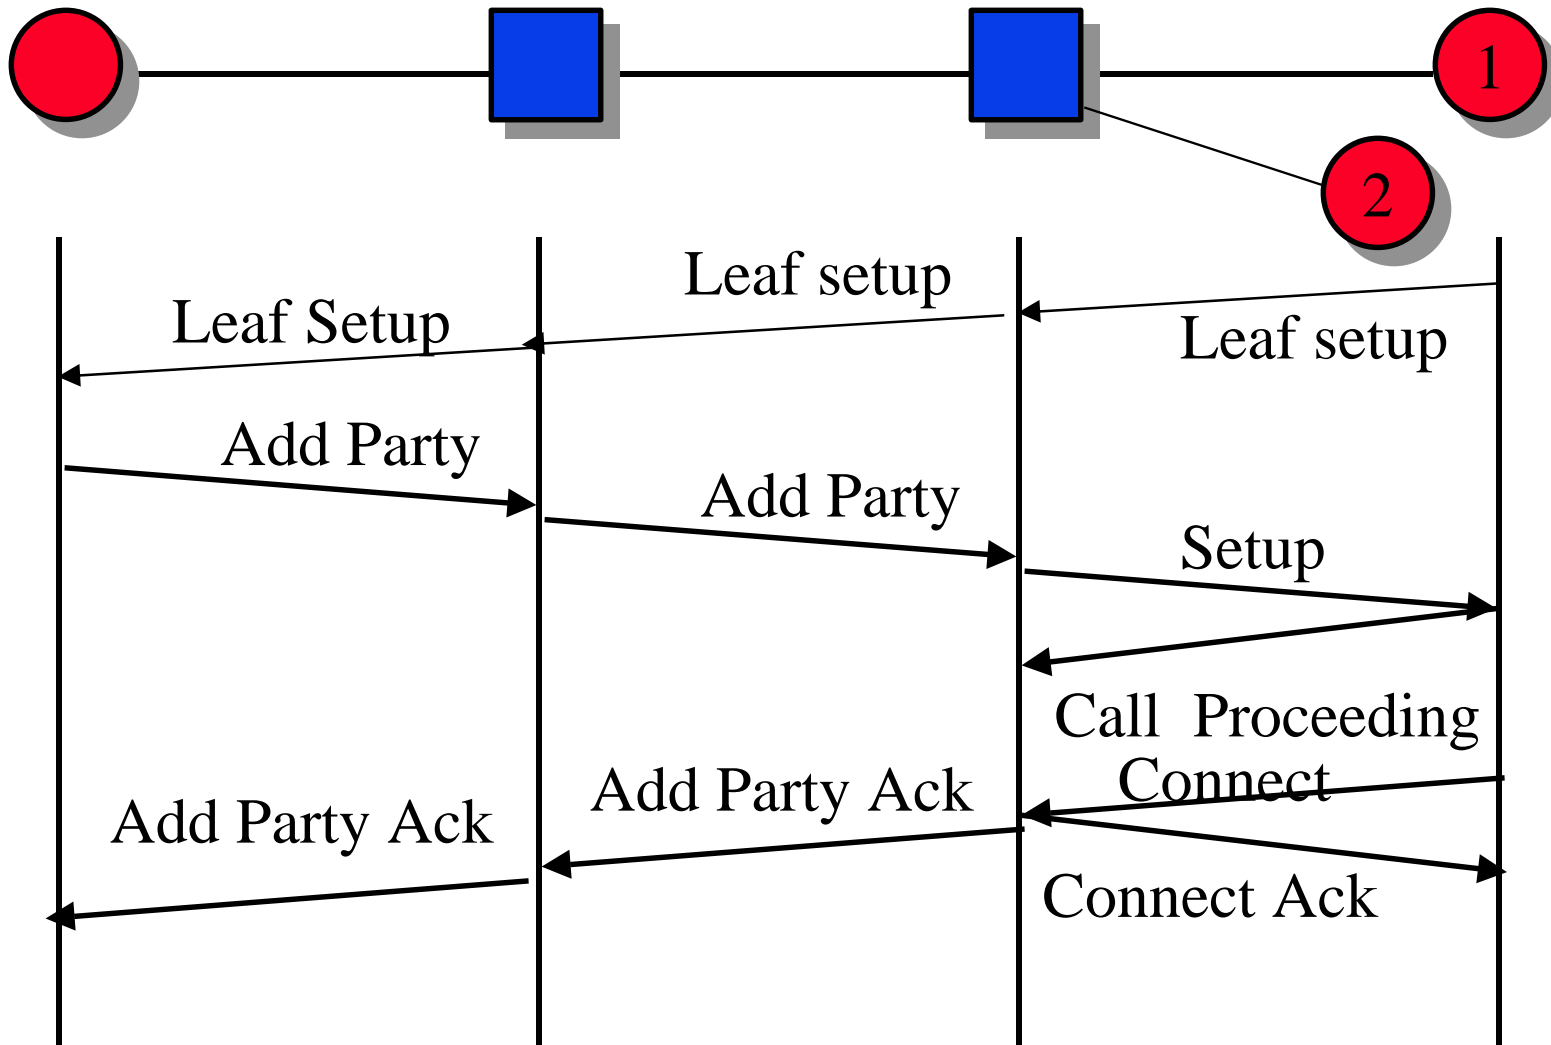 1
2
Leaf setup
Leaf Setup
Leaf setup
Add Party
Add Party
Setup
Call Proceeding
Connect
Add Party Ack
Add Party Ack
Connect Ack